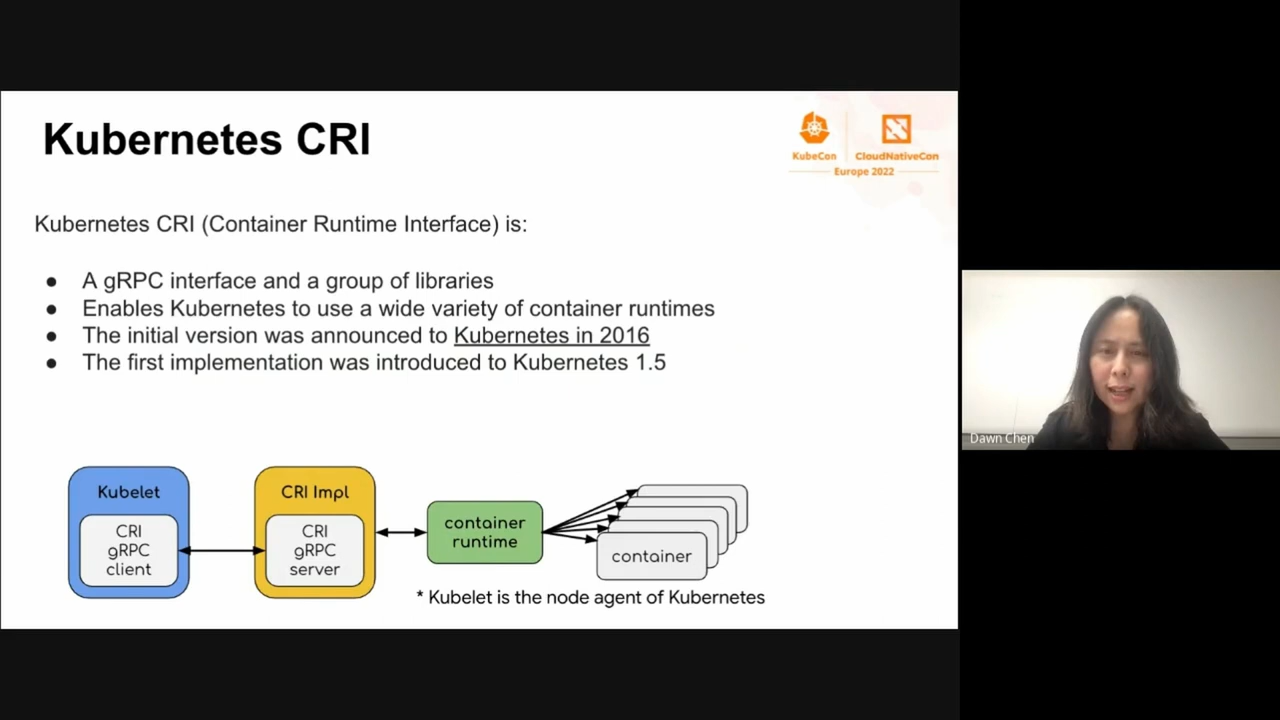 Kubernetes CRI
KubeCon
CloudNativeCon
Europe 2022
Kubernetes CRI (Container Runtime Interface) is:
● A gRPC interface and a group of libraries
● Enables Kubernetes to use a wide variety of container runtimes
● The initial version was announced to Kubernetes in 2016
● The first implementation was introduced to Kubernetes 1.5
Kubelet
CRI
gRPC
client
CRI Impl
CRI
gRPC
server
container
runtime
container
* Kubelet is the node agent of Kubernetes
Dawn Chen